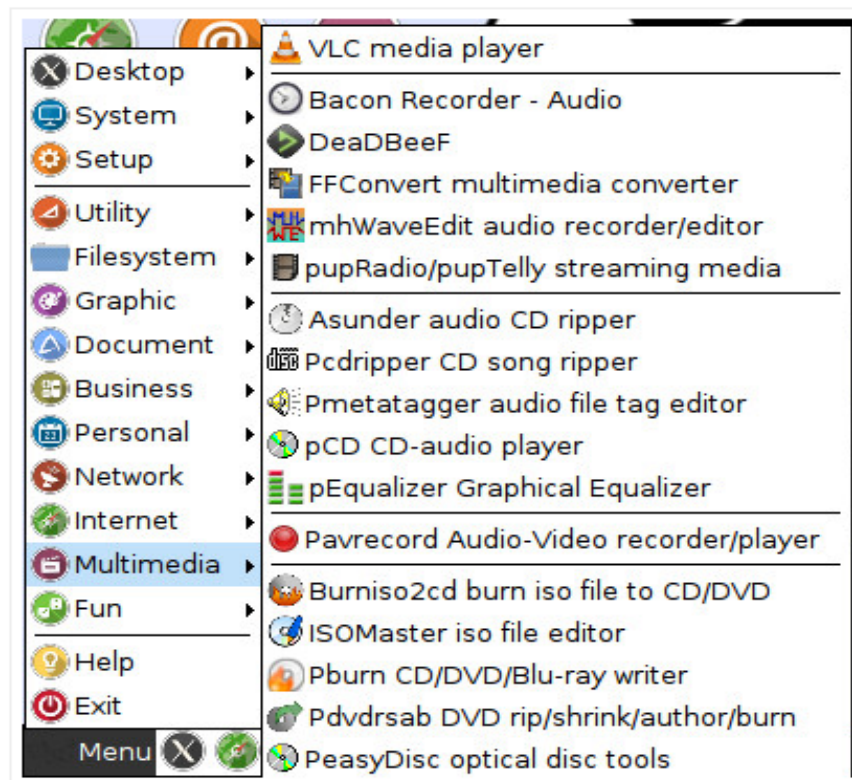 Desktop
System
Setup
Utility
Filesystem
Graphic
Document
Business
Personal
Network
Internet
Multimedia
Fun
Help
Exit
Menu
VLC media player
Bacon Recorder - Audio
DeaDBeeF
FFConvert multimedia converter
mhWaveEdit audio recorder/editor
pupRadio/pupTelly streaming media
Asunder audio CD ripper
Pcdripper CD song ripper
Pmetatagger audio file tag editor
pCD CD-audio player
pEqualizer Graphical Equalizer
Pavrecord Audio-Video recorder/player
Burniso2cd burn iso file to CD/DVD
ISOMaster iso file editor
Pburn CD/DVD/Blu-ray writer
Pdvdrsab DVD rip/shrink/author/burn
PeasyDisc optical disc tools